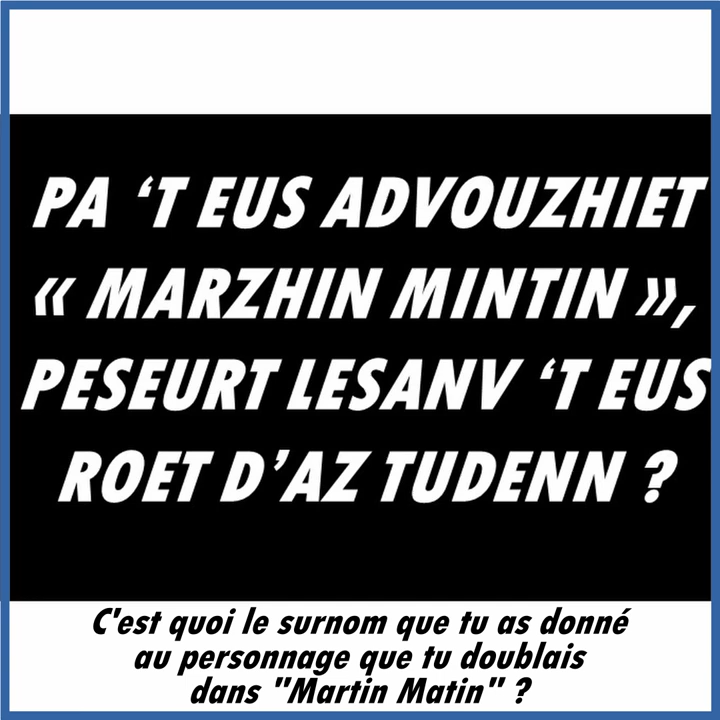 PA ‘T EUS ADVOUZHIET
« MARZHIN MINTIN »,
PESEURT LESANV ‘T EUS
ROET D’AZ TUDENN ?
C'est quoi le surnom que tu as donné
au personnage que tu doublais
dans "Martin Matin" ?